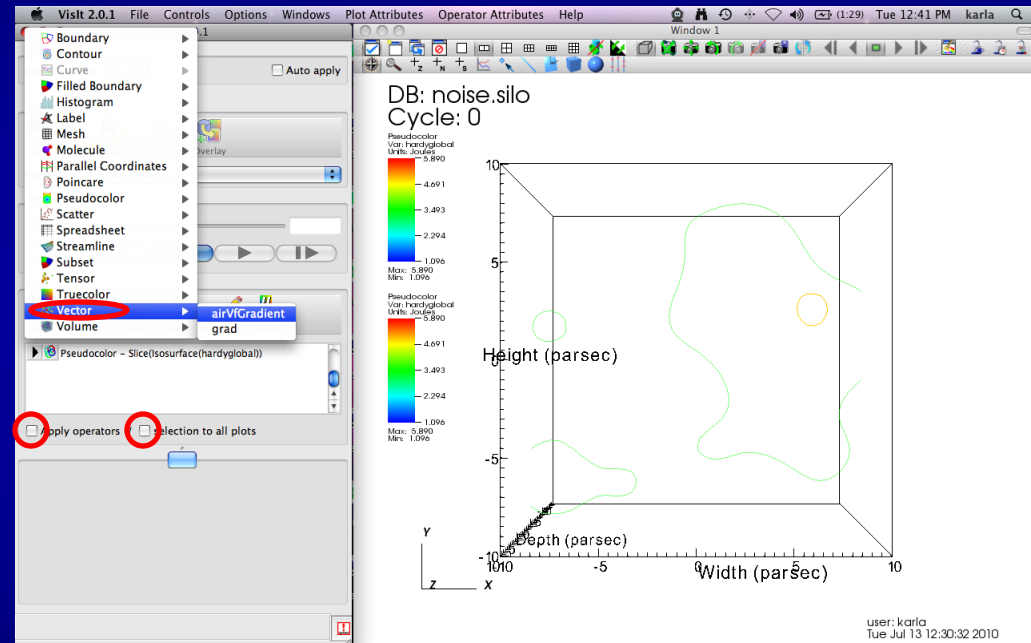 VisIt 2.0.1 File Controls Options Windows Plot Attributes Operator Attributes Help (1:29) Tue 12:41 PM karla
.1
Window 1
Boundary
Contour
Curve
Filled Boundary
Histogram
Label
Mesh
Molecule
Parallel Coordinates
Poincare
Pseudocolor
Scatter
Spreadsheet
Streamline
Subset
Tensor
Truecolor
Vector
Volume
airVfGradient
grad
Auto apply
Overlay
Pseudocolor - Slice(Isosurface(hardyglobal))
Apply operators / selection to all plots
DB: noise.silo
Cycle: 0
Pseudocolor
Var: hardyglobal
Units: Joules
5.890
4.691
3.493
2.294
1.096
Max: 5.890
Min: 1.096
Pseudocolor
Var: hardyglobal
Units: Joules
5.890
4.691
3.493
2.294
1.096
Max: 5.890
Min: 1.096
10
5
Height (parsec)
-5
-10
Depth (parsec)
-5
0
5
10
Width (parsec)
Y
Z
X
user: karla
Tue Jul 13 12:30:32 2010